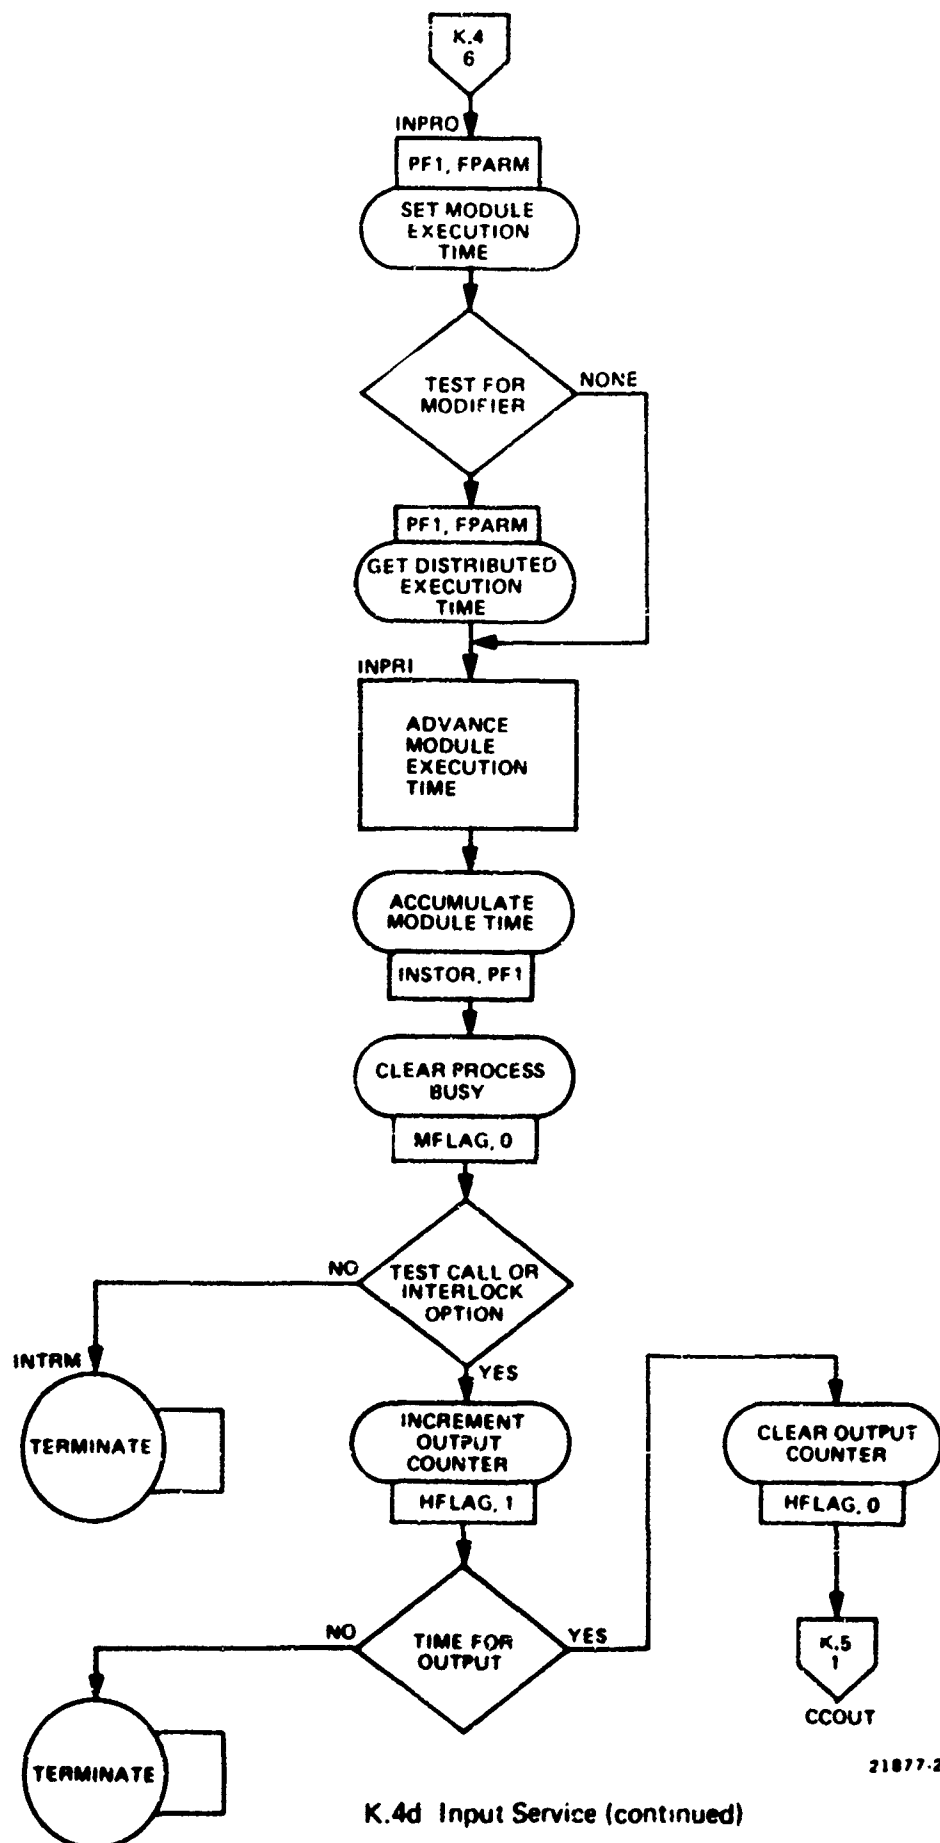 K.4
6
INPRO
PF1, FPARM
SET MODULE
EXECUTION
TIME
TEST FOR
MODIFIER
NONE
PF1, FPARM
GET DISTRIBUTED
EXECUTION
TIME
INPRI
ADVANCE
MODULE
EXECUTION
TIME
ACCUMULATE
MODULE TIME
INSTOR, PF1
CLEAR PROCESS
BUSY
MFLAG, 0
TEST CALL OR
INTERLOCK
OPTION
NO
YES
INTRM
TERMINATE
INCREMENT
OUTPUT
COUNTER
HFLAG, 1
CLEAR OUTPUT
COUNTER
HFLAG, 0
TIME FOR
OUTPUT
NO
YES
K.5
1
CCOUT
TERMINATE
21877-2
K.4d Input Service (continued)